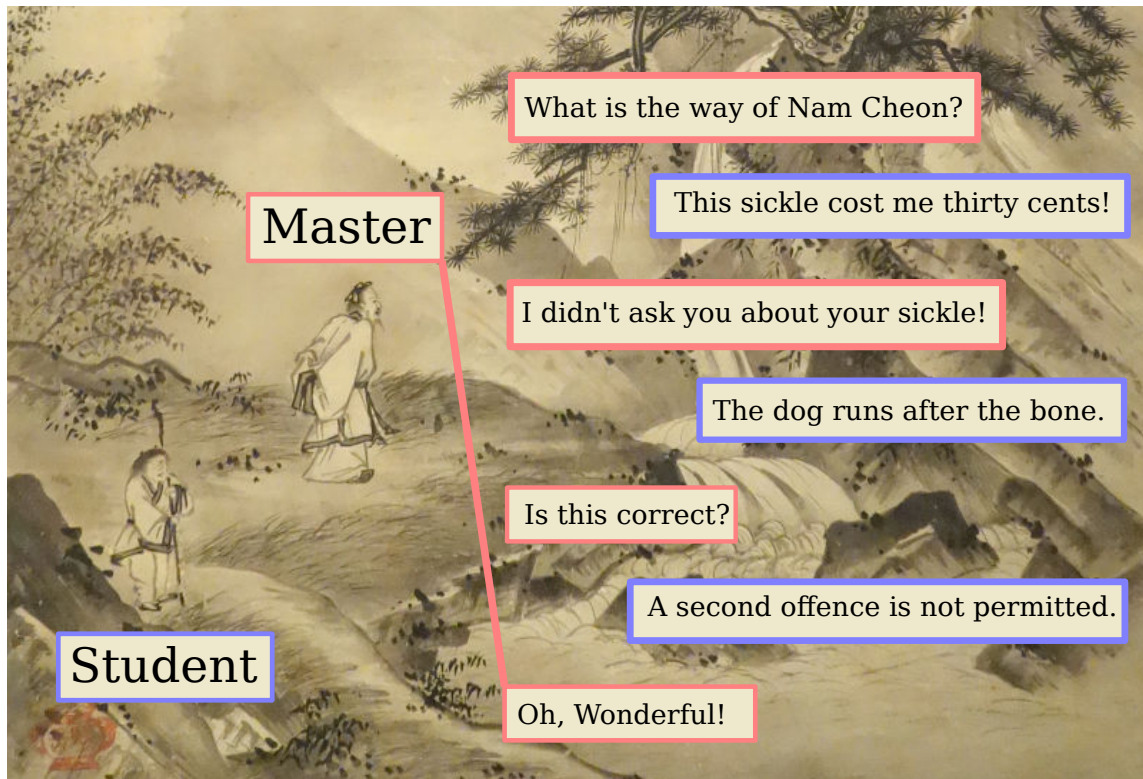 What is the way of Nam Cheon?
This sickle cost me thirty cents!
Master
I didn't ask you about your sickle!
The dog runs after the bone.
Is this correct?
A second offence is not permitted.
Student
Oh, Wonderful!